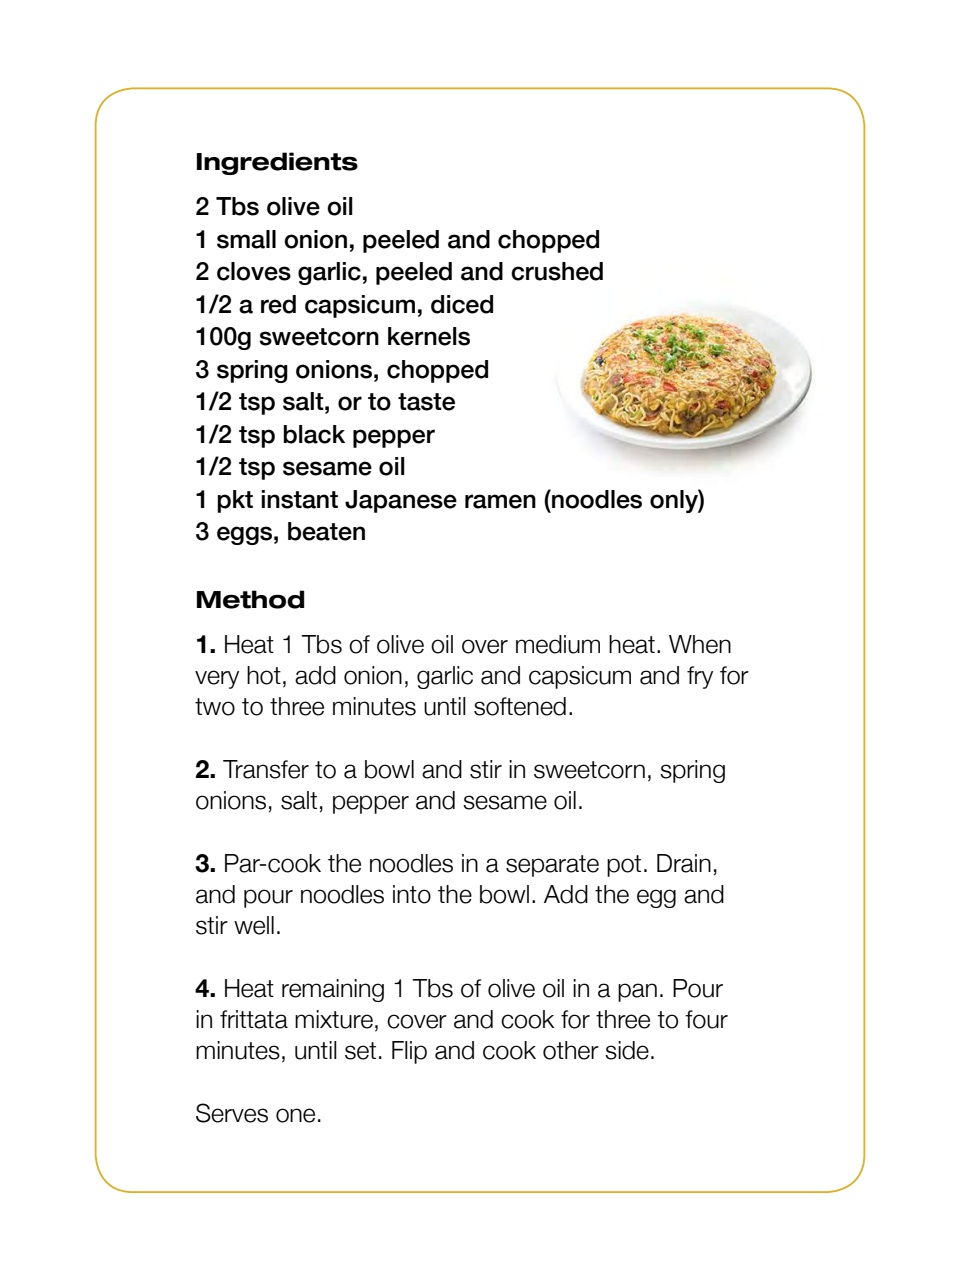 Ingredients
2 Tbs olive oil
1 small onion, peeled and chopped
2 cloves garlic, peeled and crushed
1/2 a red capsicum, diced
100g sweetcorn kernels
3 spring onions, chopped
1/2 tsp salt, or to taste
1/2 tsp black pepper
1/2 tsp sesame oil
1 pkt instant Japanese ramen (noodles only)
3 eggs, beaten
Method
1. Heat 1 Tbs of olive oil over medium heat. When
very hot, add onion, garlic and capsicum and fry for
two to three minutes until softened.
2. Transfer to a bowl and stir in sweetcorn, spring
onions, salt, pepper and sesame oil.
3. Par-cook the noodles in a separate pot. Drain,
and pour noodles into the bowl. Add the egg and
stir well.
4. Heat remaining 1 Tbs of olive oil in a pan. Pour
in frittata mixture, cover and cook for three to four
minutes, until set. Flip and cook other side.
Serves one.